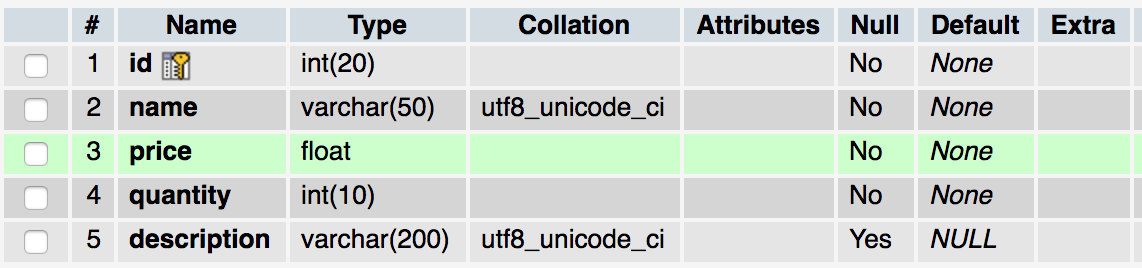 # Name Type Collation Attributes Null Default Extra
1 id int(20) No None
2 name varchar(50) utf8_unicode_ci No None
3 price float No None
4 quantity int(10) No None
5 description varchar(200) utf8_unicode_ci Yes NULL